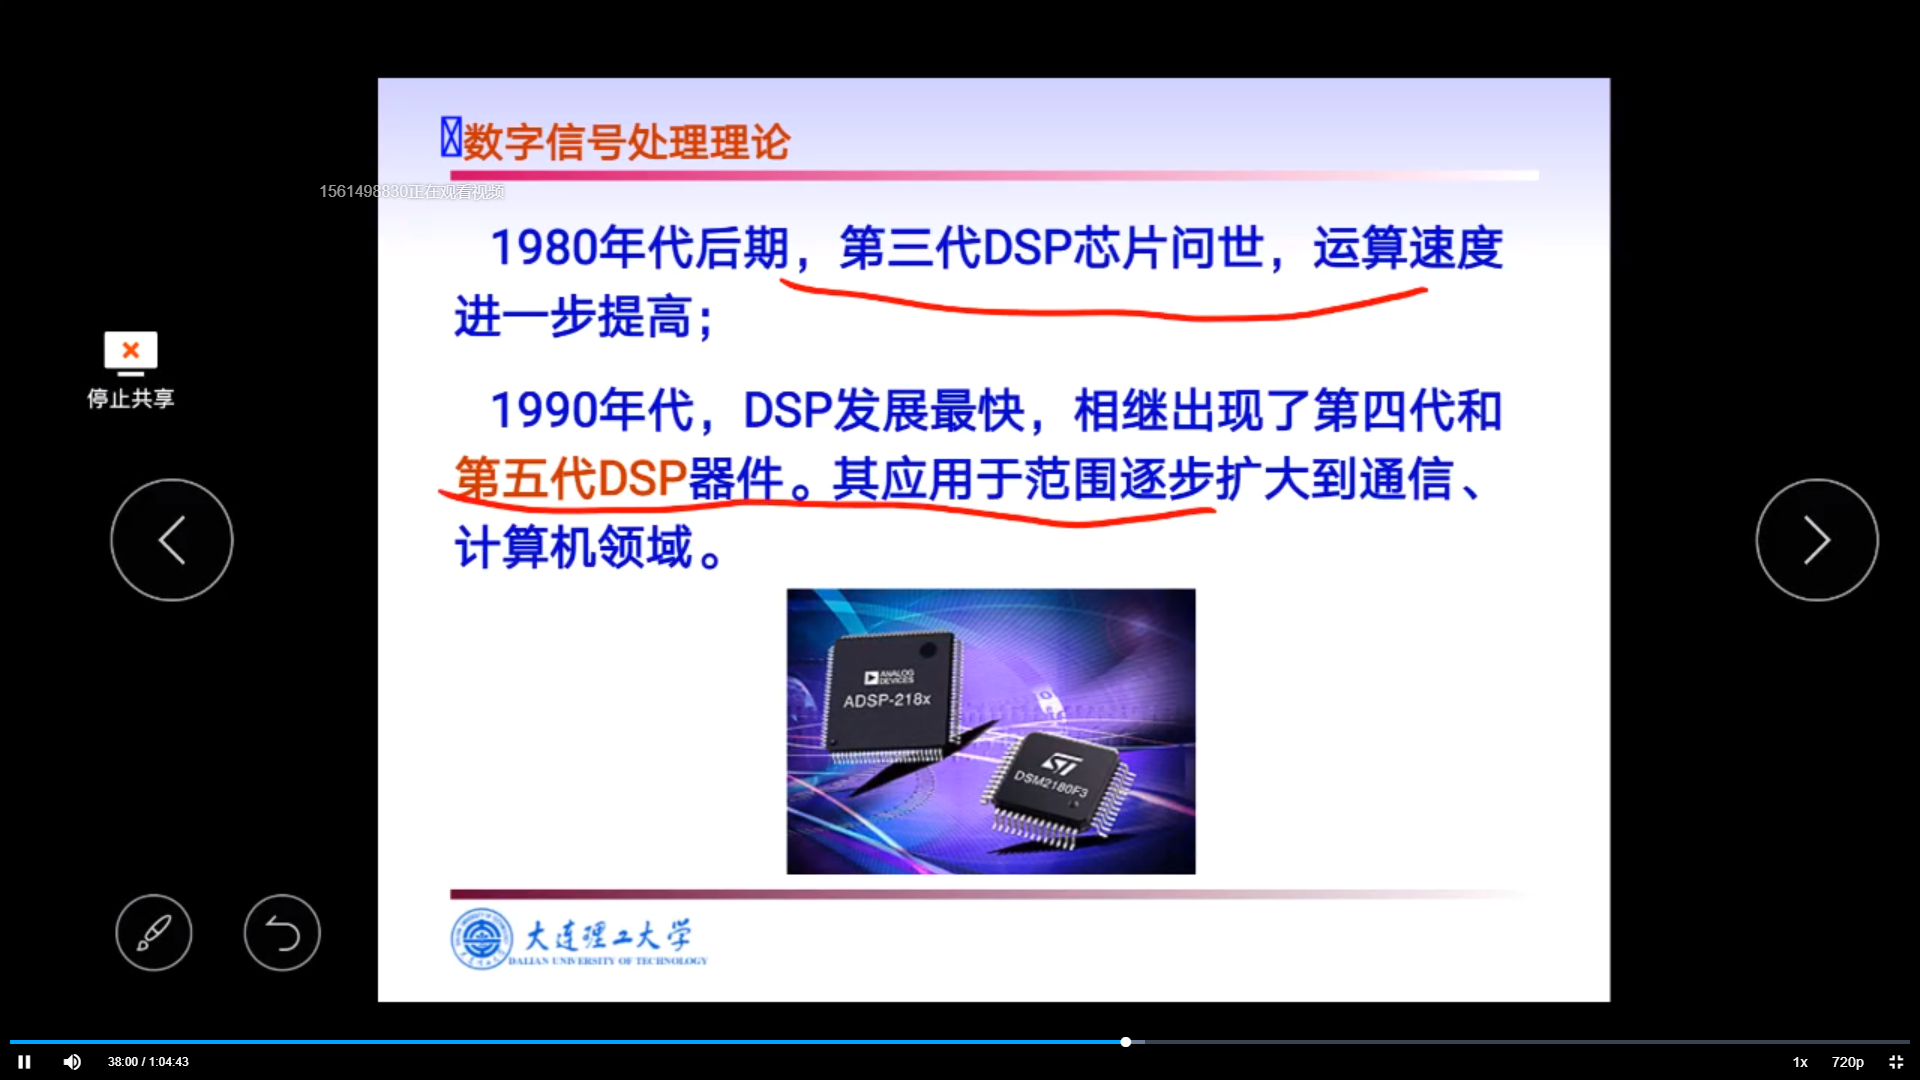 数字信号处理理论
1561498830正在观看视频
1980年代后期，第三代DSP芯片问世，运算速度
进一步提高；
停止共享
1990年代，DSP发展最快，相继出现了第四代和
第五代DSP器件。其应用于范围逐步扩大到通信、
计算机领域。
ANALOG
DEVICES
ADSP-218x
ST
DSM2180F3
大连理工大学
DALIAN UNIVERSITY OF TECHNOLOGY
38:00 / 1:04:43
1x
720p